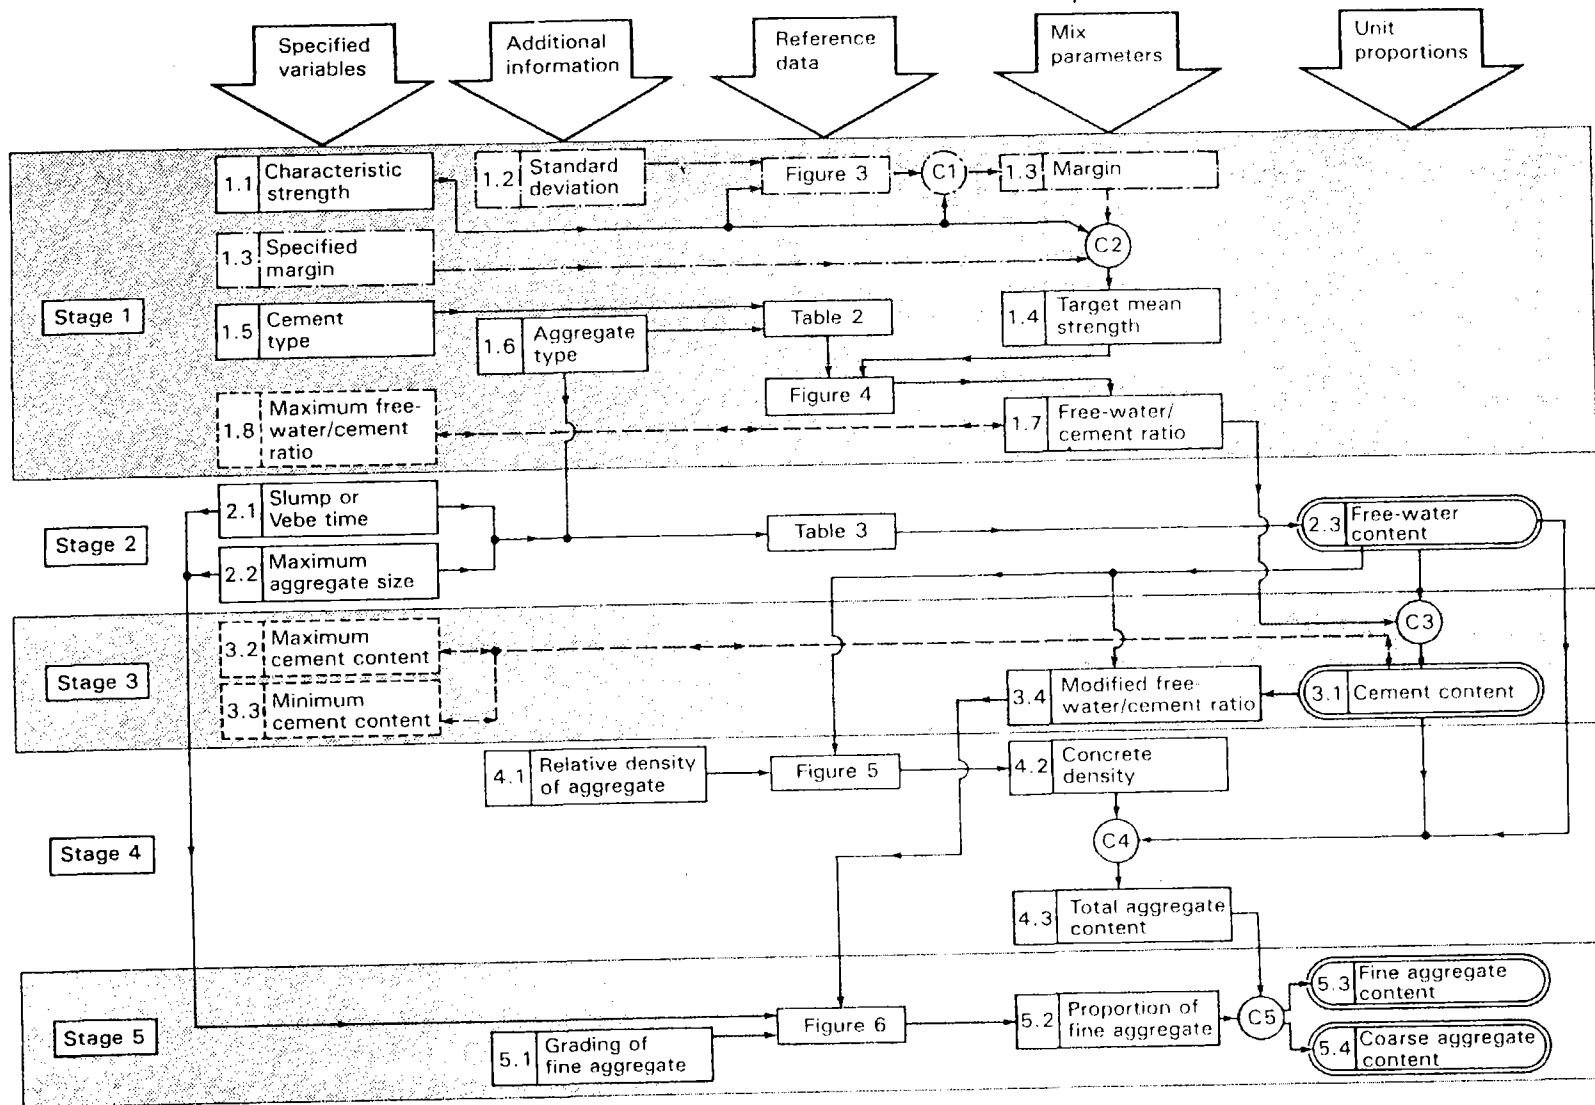 Specified
variables
Additional
information
Reference
data
Mix
parameters
Unit
proportions
Stage 1
1.1 Characteristic
strength
1.2 Standard
deviation
Figure 3
C1
1.3 Margin
1.3 Specified
margin
C2
1.5 Cement
type
1.6 Aggregate
type
Table 2
1.4 Target mean
strength
Figure 4
1.8 Maximum free-
water/cement
ratio
1.7 Free-water/
cement ratio
Stage 2
2.1 Slump or
Vebe time
2.2 Maximum
aggregate size
Table 3
2.3 Free-water
content
Stage 3
3.2 Maximum
cement content
3.3 Minimum
cement content
C3
3.4 Modified free-
water/cement ratio
3.1 Cement content
Stage 4
4.1 Relative density
of aggregate
Figure 5
4.2 Concrete
density
C4
4.3 Total aggregate
content
Stage 5
5.1 Grading of
fine aggregate
Figure 6
5.2 Proportion of
fine aggregate
C5
5.3 Fine aggregate
content
5.4 Coarse aggregate
content